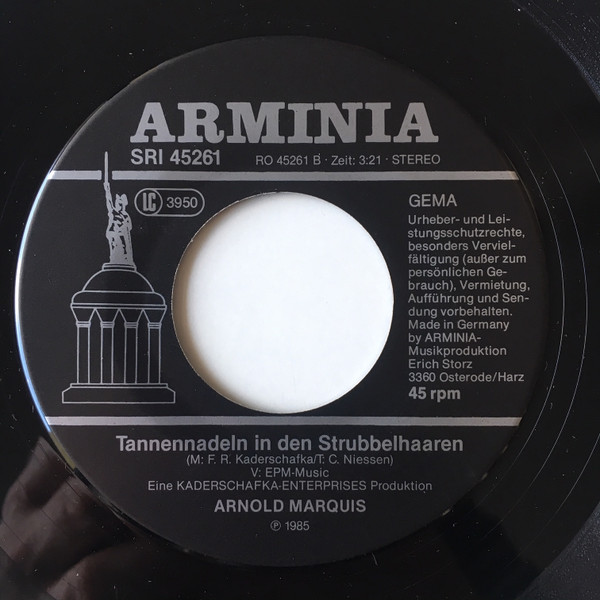 ARMINIA
SRI 45261 RO 45261 B · Zeit: 3:21 · STEREO
LC 3950
GEMA
Urheber- und Lei-
stungsschutzrechte,
besonders Verviel-
fältigung (außer zum
persönlichen Ge-
brauch), Vermietung,
Aufführung und Sen-
dung vorbehalten.
Made in Germany
by ARMINIA-
Musikproduktion
Erich Storz
3360 Osterode/Harz
45 rpm
Tannennadeln in den Strubbelhaaren
(M: F. R. Kaderschafka/T: C. Niessen)
V: EPM-Music
Eine KADERSCHAFKA-ENTERPRISES Produktion
ARNOLD MARQUIS
℗ 1985